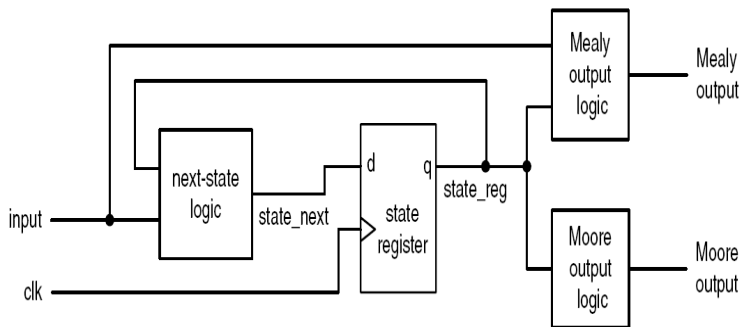 Mealy
output
logic
Mealy
output
next-state
logic
d
q
state_reg
input
state_next
state
register
clk
Moore
output
logic
Moore
output